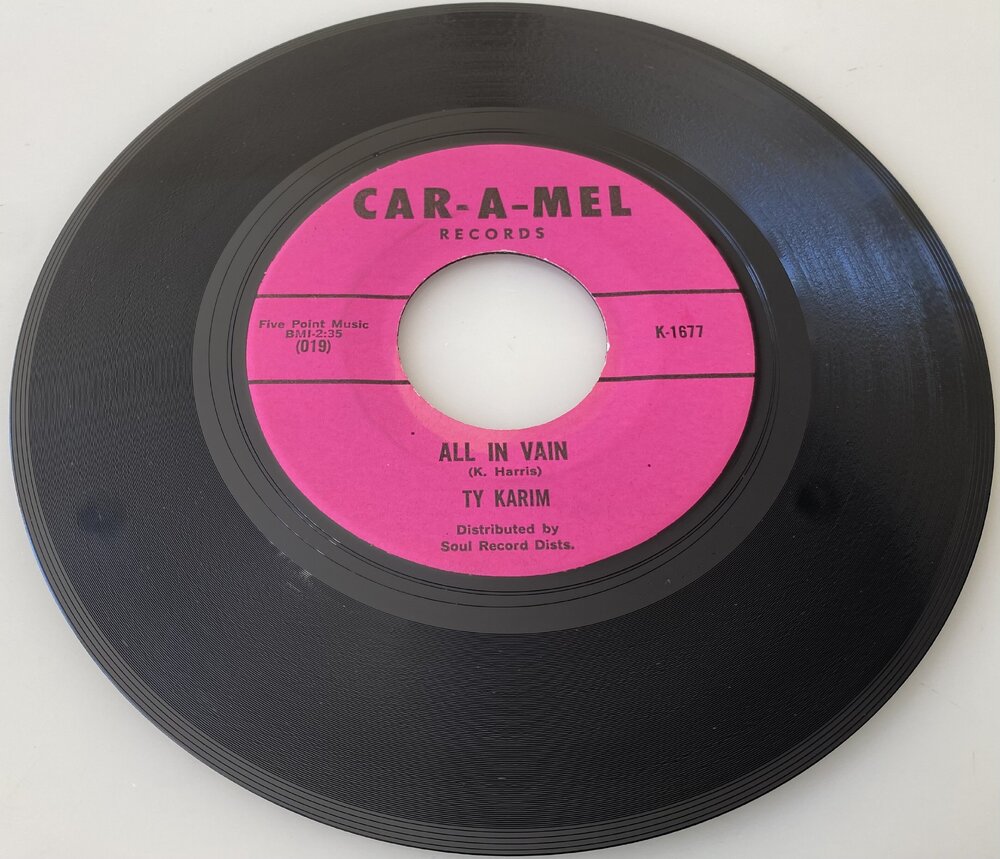 CAR-A-MEL
RECORDS
Five Point Music
BMI-2:35
(019)
K-1677
ALL IN VAIN
(K. Harris)
TY KARIM
Distributed by
Soul Record Dists.